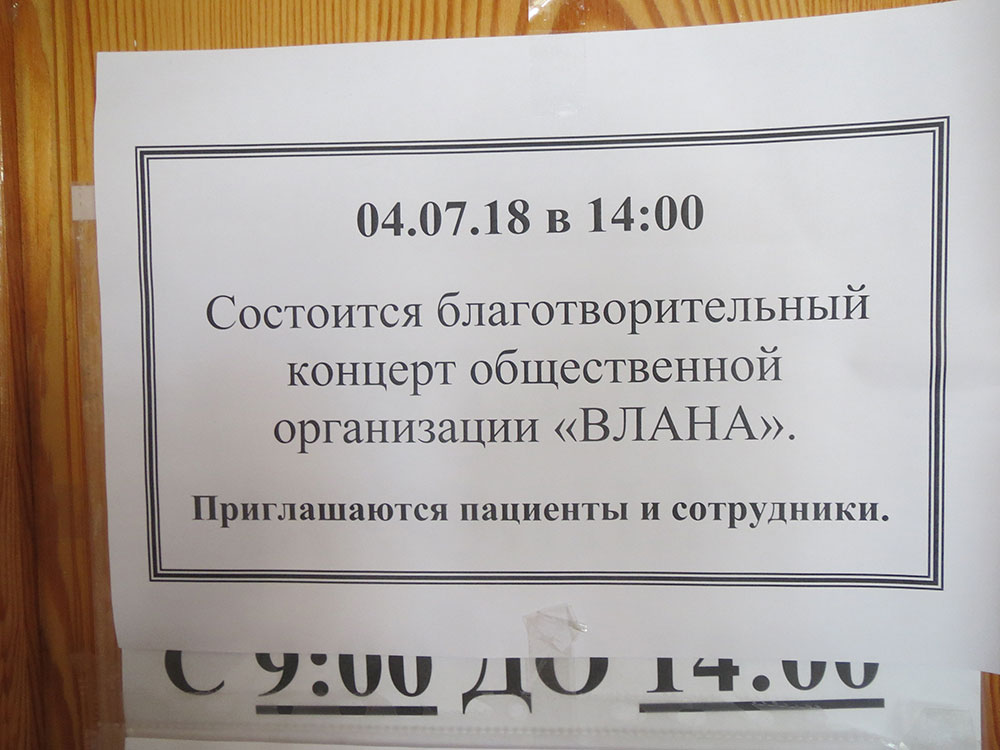 04.07.18 в 14:00
Состоится благотворительный
концерт общественной
организации «ВЛАНА».
Приглашаются пациенты и сотрудники.
С 9:00 ДО 14.00